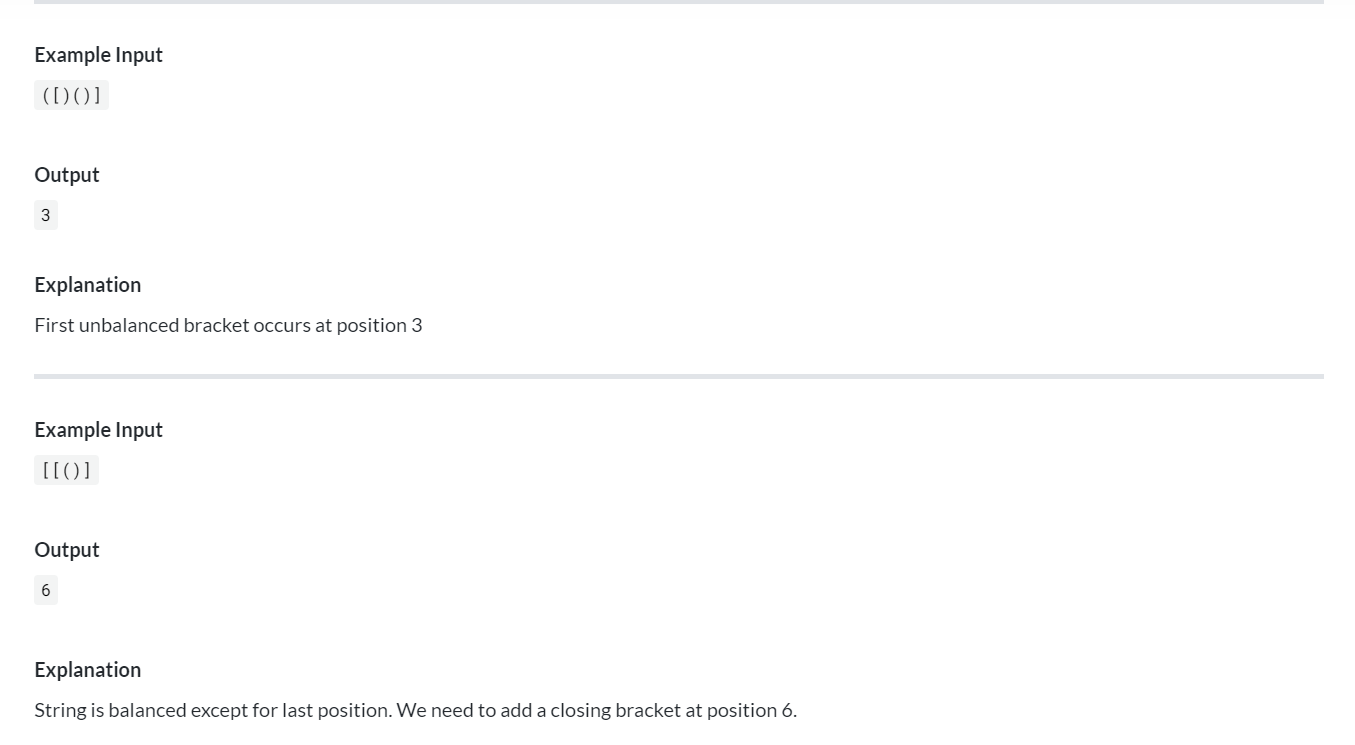 Example Input
([)()]
Output
3
Explanation
First unbalanced bracket occurs at position 3
Example Input
[[()]
Output
6
Explanation
String is balanced except for last position. We need to add a closing bracket at position 6.